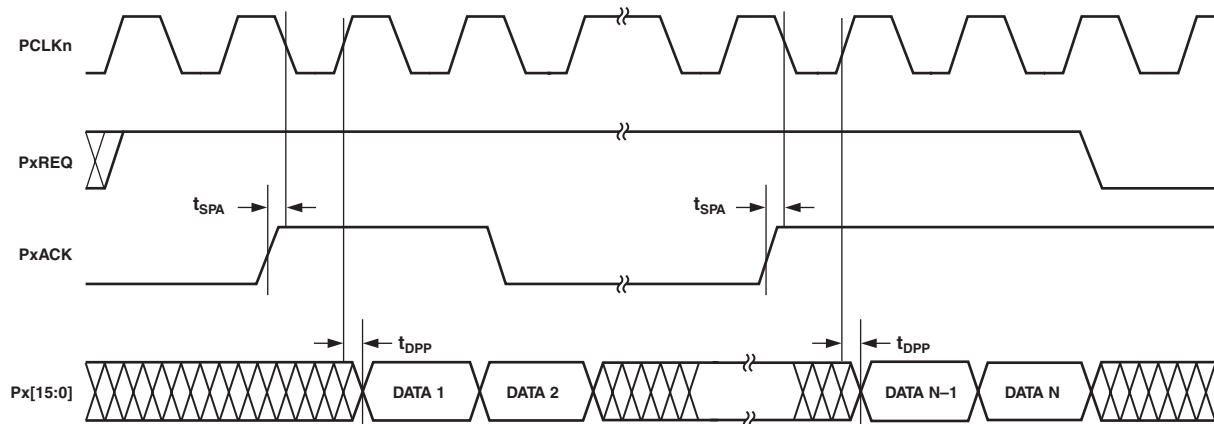 PCLKn
PxREQ
tSPA
tSPA
PxACK
tDPP
tDPP
Px[15:0]
DATA 1
DATA 2
DATA N–1
DATA N